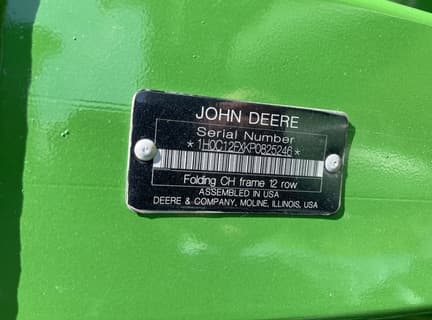 JOHN DEERE
Serial Number
*1H0C12FXKP0825246*
Folding CH frame 12 row
ASSEMBLED IN USA
DEERE & COMPANY, MOLINE, ILLINOIS, USA